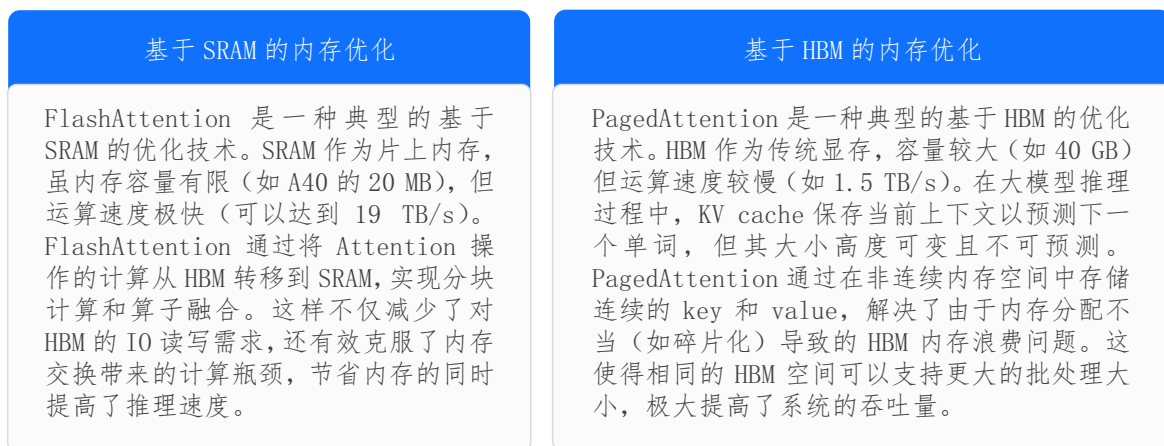 基于 SRAM 的内存优化
FlashAttention 是一种典型的基于
SRAM 的优化技术。SRAM 作为片上内存，
虽内存容量有限（如 A40 的 20 MB），但
运算速度极快（可以达到 19 TB/s）。
FlashAttention 通过将 Attention 操
作的计算从 HBM 转移到 SRAM，实现分块
计算和算子融合。这样不仅减少了对
HBM 的 IO 读写需求，还有效克服了内存
交换带来的计算瓶颈，节省内存的同时
提高了推理速度。
基于 HBM 的内存优化
PagedAttention 是一种典型的基于 HBM 的优化
技术。HBM 作为传统显存，容量较大（如 40 GB）
但运算速度较慢（如 1.5 TB/s）。在大模型推理
过程中，KV cache 保存当前上下文以预测下一
个单词，但其大小高度可变且不可预测。
PagedAttention 通过在非连续内存空间中存储
连续的 key 和 value，解决了由于内存分配不
当（如碎片化）导致的 HBM 内存浪费问题。这
使得相同的 HBM 空间可以支持更大的批处理大
小，极大提高了系统的吞吐量。